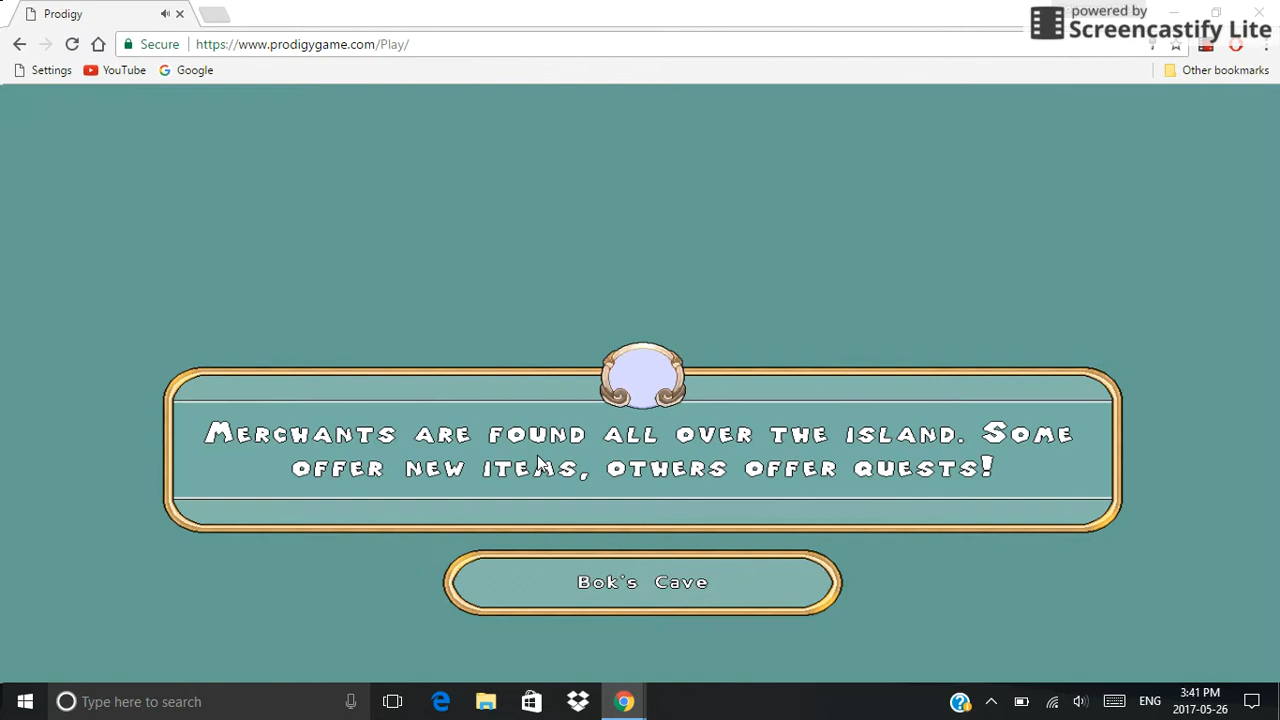 Prodigy
powered by
Screencastify Lite
Secure
https://www.prodigygame.com/Play/
Settings
YouTube
Google
Other bookmarks
Merchants are found all over the island. Some
offer new items, others offer quests!
Bok's Cave
Type here to search
ENG
3:41 PM
2017-05-26